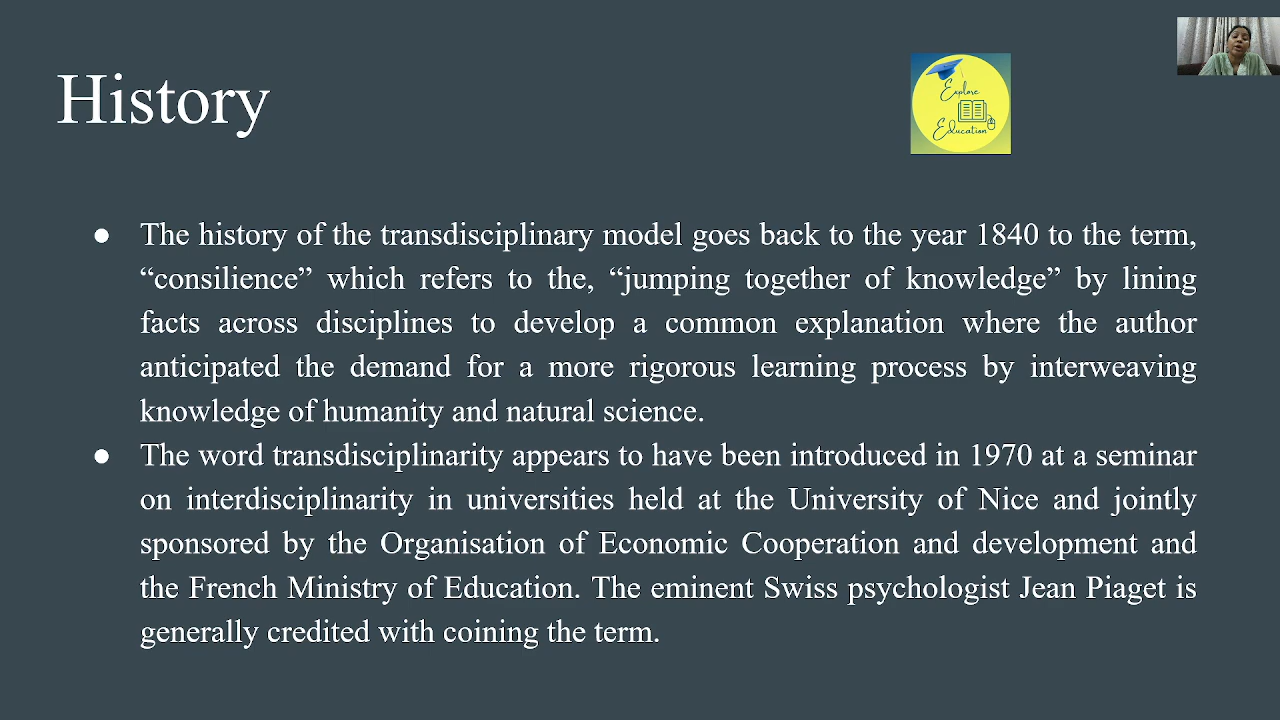 History
Explore
Education
● The history of the transdisciplinary model goes back to the year 1840 to the term,
“consilience” which refers to the, “jumping together of knowledge” by lining
facts across disciplines to develop a common explanation where the author
anticipated the demand for a more rigorous learning process by interweaving
knowledge of humanity and natural science.
● The word transdisciplinarity appears to have been introduced in 1970 at a seminar
on interdisciplinarity in universities held at the University of Nice and jointly
sponsored by the Organisation of Economic Cooperation and development and
the French Ministry of Education. The eminent Swiss psychologist Jean Piaget is
generally credited with coining the term.